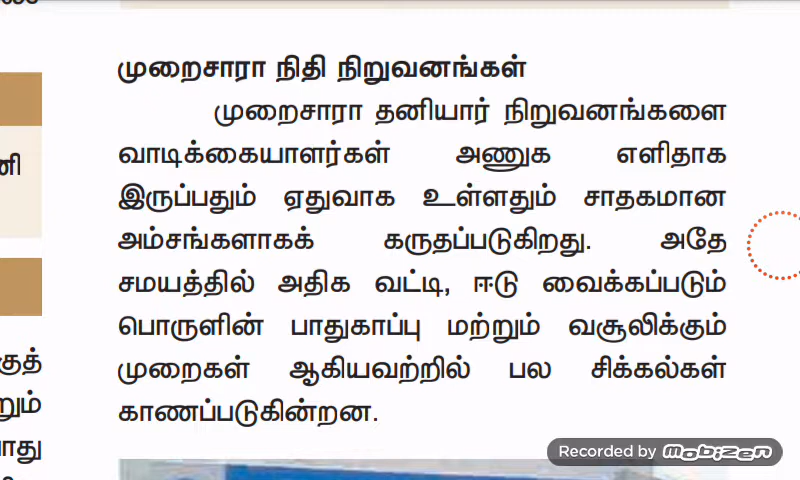 முறைசாரா நிதி நிறுவனங்கள்
முறைசாரா தனியார் நிறுவனங்களை
வாடிக்கையாளர்கள் அணுக எளிதாக
இருப்பதும் ஏதுவாக உள்ளதும் சாதகமான
அம்சங்களாகக் கருதப்படுகிறது. அதே
சமயத்தில் அதிக வட்டி, ஈடு வைக்கப்படும்
பொருளின் பாதுகாப்பு மற்றும் வசூலிக்கும்
முறைகள் ஆகியவற்றில் பல சிக்கல்கள்
காணப்படுகின்றன.
Recorded by mobizen